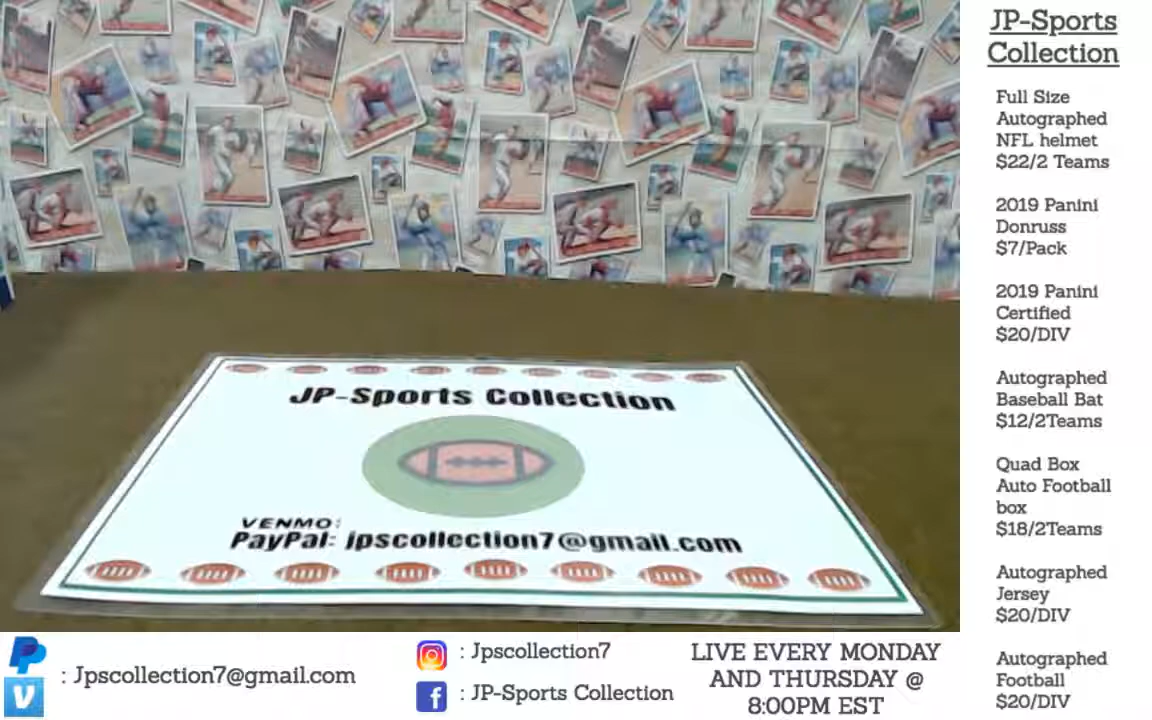 JP-Sports Collection
VENMO:
PayPal: jpscollection7@gmail.com
: Jpscollection7@gmail.com
: Jpscollection7
: JP-Sports Collection
LIVE EVERY MONDAY
AND THURSDAY @
8:00PM EST
JP-Sports
Collection
Full Size
Autographed
NFL helmet
$22/2 Teams
2019 Panini
Donruss
$7/Pack
2019 Panini
Certified
$20/DIV
Autographed
Baseball Bat
$12/2Teams
Quad Box
Auto Football
box
$18/2Teams
Autographed
Jersey
$20/DIV
Autographed
Football
$20/DIV